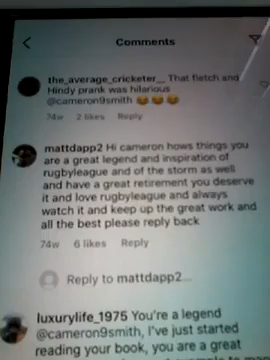 Comments
the_average_cricketer__ That fletch and
Hindy prank was hilarious
@cameron9smith 😂😂😂
74w 2 likes Reply
mattdapp2 Hi cameron hows things you
are a great legend and inspiration of
rugbyleague and of the storm as well
and have a great retirement you deserve
it and love rugbyleague and always
watch it and keep up the great work and
all the best please reply back
74w 6 likes Reply
Reply to mattdapp2...
luxurylife_1975 You're a legend
@cameron9smith, I've just started
reading your book, you are a great